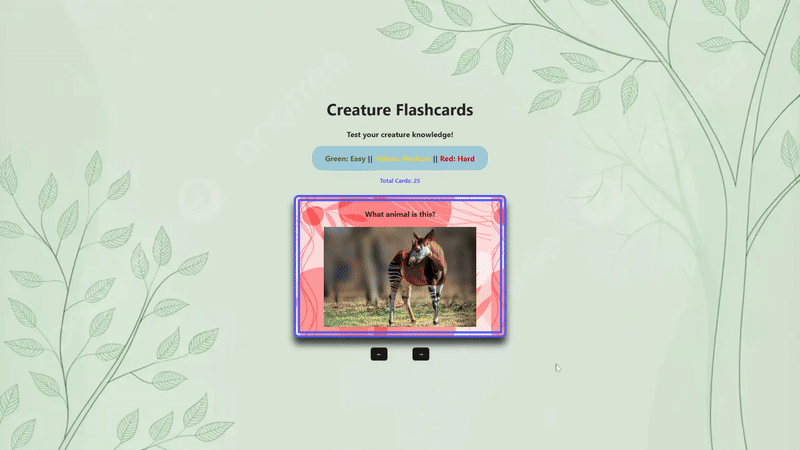 Creature Flashcards
Test your creature knowledge!
Green: Easy || Yellow: Medium || Red: Hard
Total Cards: 25
What animal is this?
← →